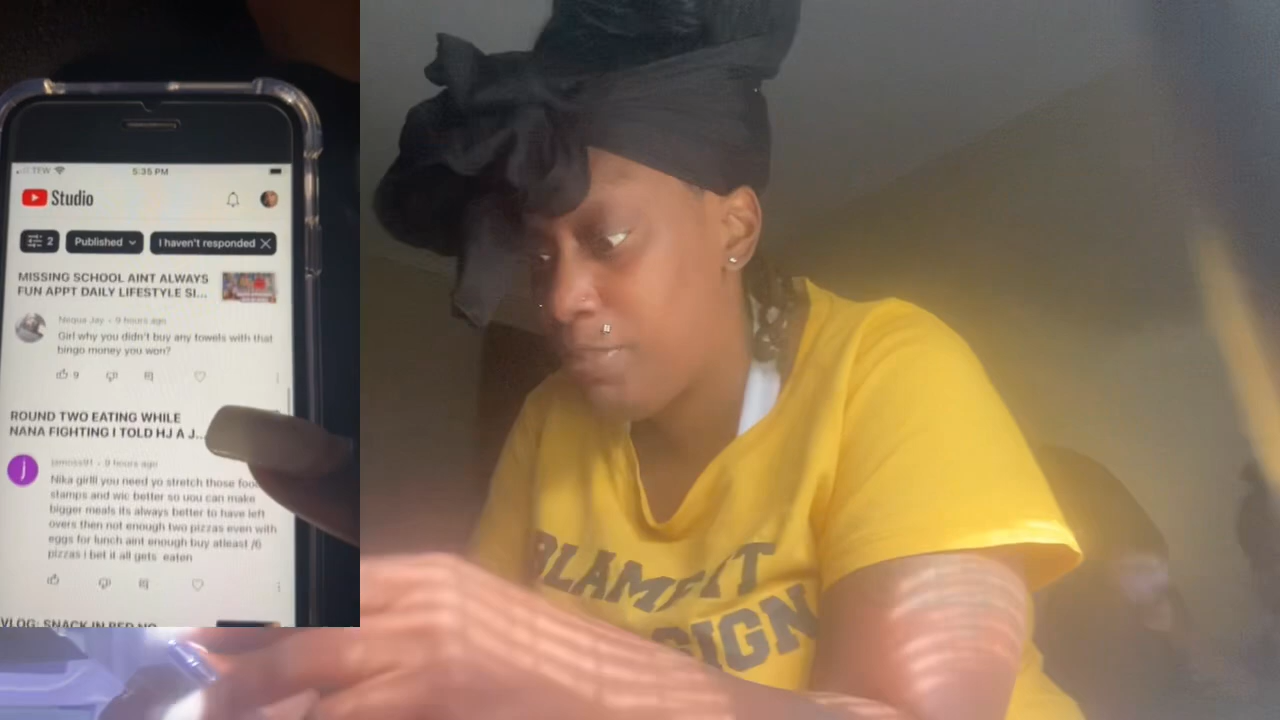 TEW 5:35 PM
Studio
2 Published I haven't responded
MISSING SCHOOL AINT ALWAYS
FUN APPT DAILY LIFESTYLE SI...
Nequa Jay • 9 hours ago
Girl why you didn't buy any towels with that
bingo money you won?
9
ROUND TWO EATING WHILE
NANA FIGHTING I TOLD HJ A J...
9 hours ago
Nika girlll you need yo stretch those
stamps and wic better so uou can make
bigger meals its always better to have left
overs then not enough two pizzas even with
eggs for lunch aint enough buy atleast /6
pizzas i bet it all gets eaten
VLOG: SNACK IN BED NO
j
BLAME IT
SIGN